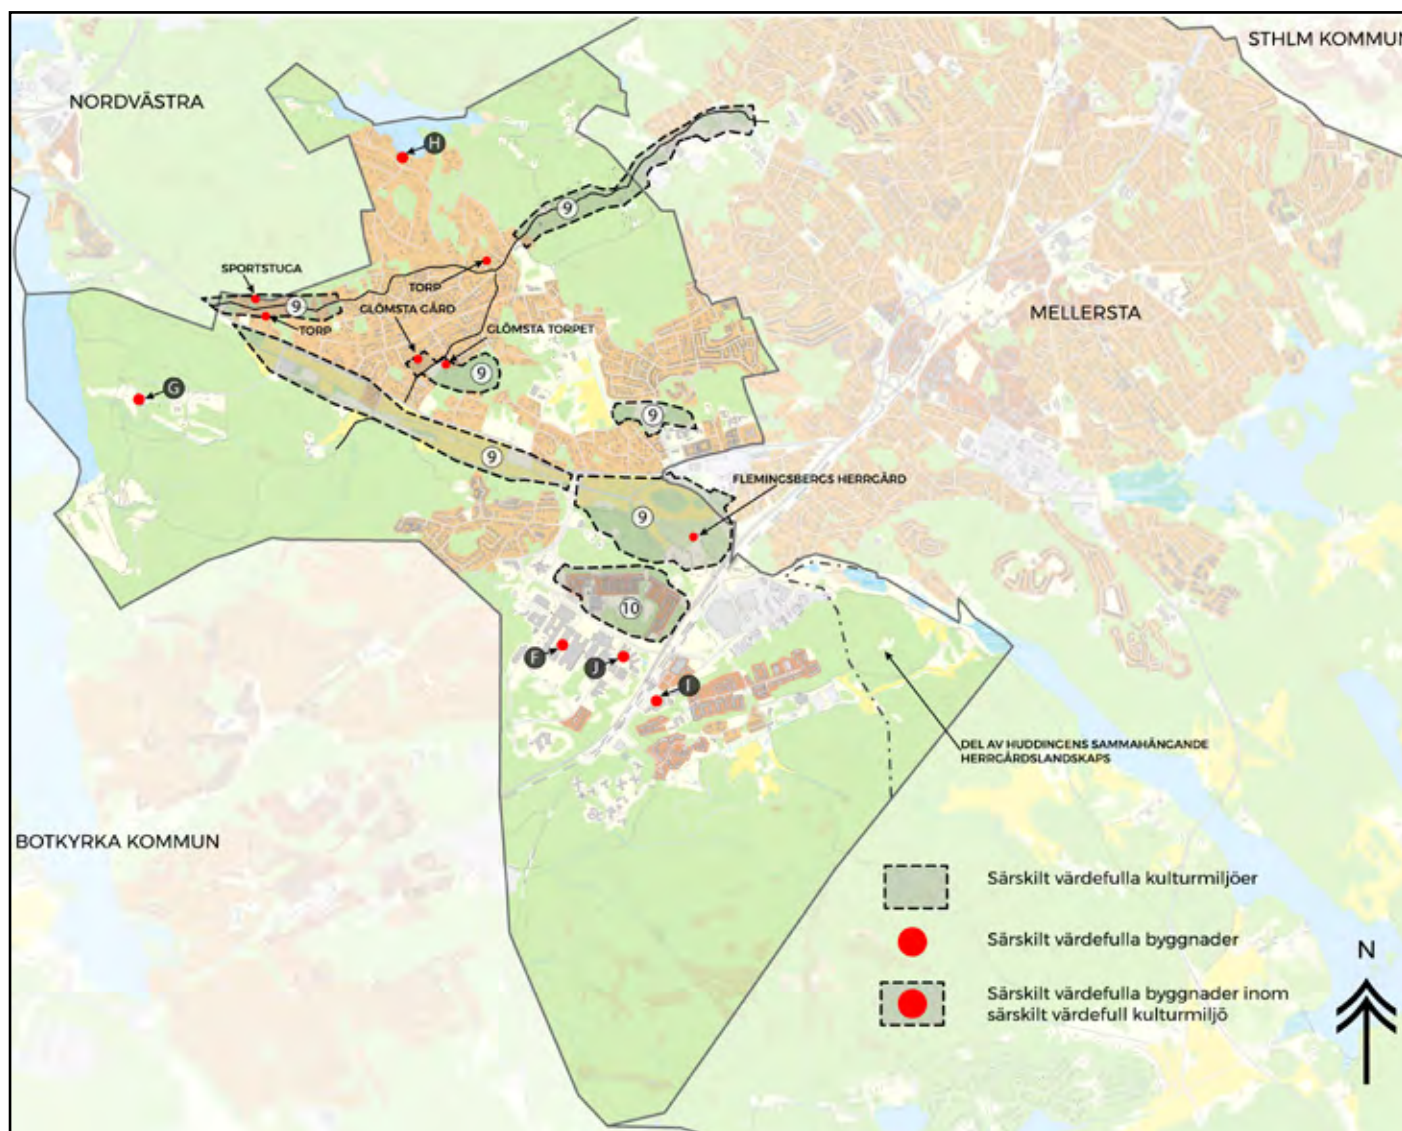 STHLM KOMMUN
NORDVÄSTRA
H
9
SPORTSTUGA
TORP
9
GLÖMSTA GÅRD
MELLERSTA
TORP
GLÖMSTA TORPET
9
G
9
9
FLEMINGSBERGS HERRGÅRD
9
10
F
J
I
DEL AV HUDDINGENS SAMMAHÄNGANDE
HERRGÅRDSLANDSKAPS
BOTKYRKA KOMMUN
Särskilt värdefulla kulturmiljöer
Särskilt värdefulla byggnader
N
Särskilt värdefulla byggnader inom
särskilt värdefull kulturmiljö